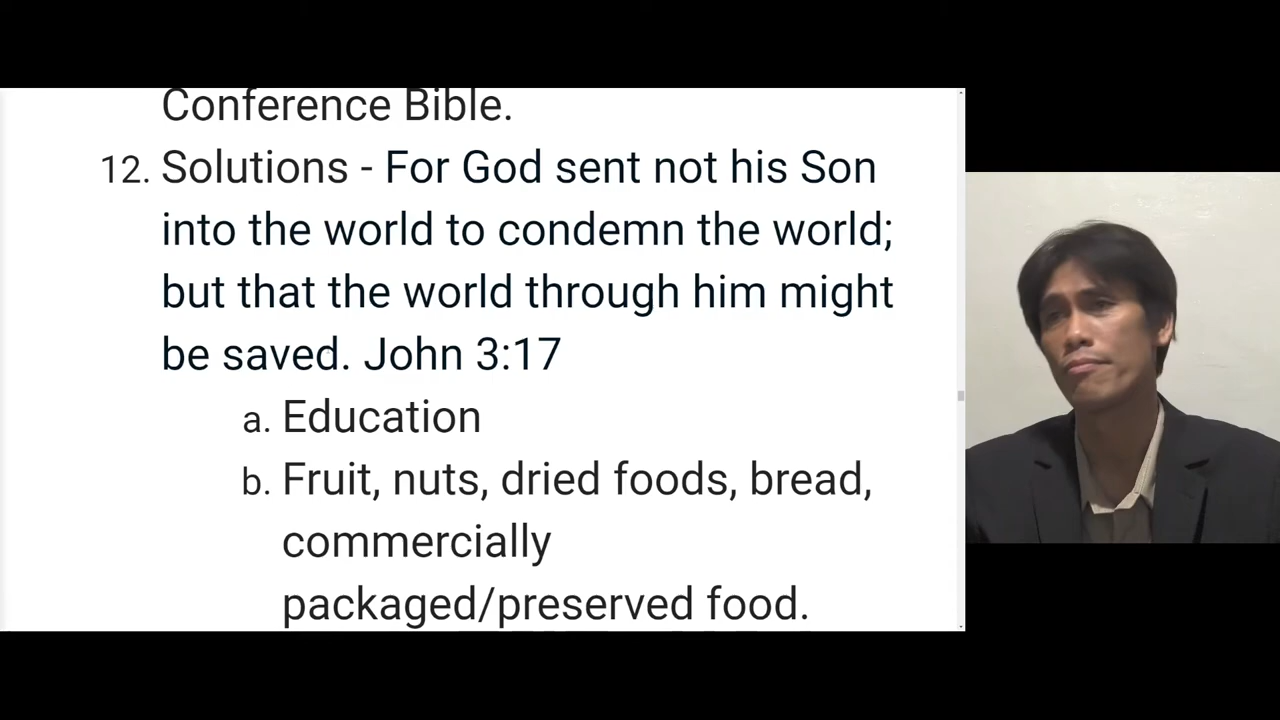 Conference Bible.
12. Solutions - For God sent not his Son
into the world to condemn the world;
but that the world through him might
be saved. John 3:17
a. Education
b. Fruit, nuts, dried foods, bread,
commercially
packaged/preserved food.